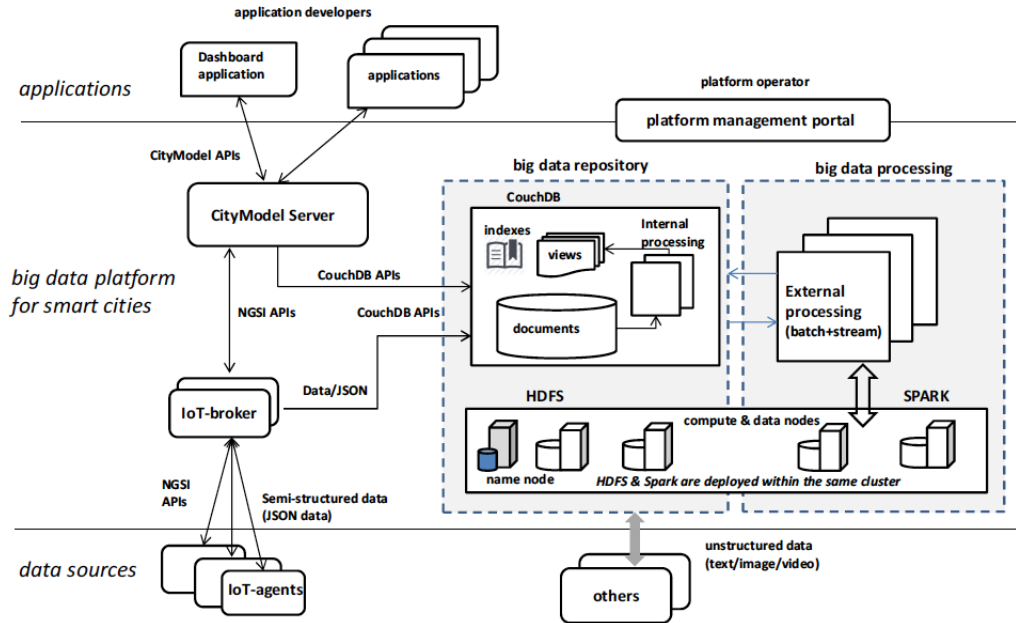 application developers
Dashboard
application
applications
applications
platform operator
platform management portal
CityModel APIs
big data repository
big data processing
CouchDB
CityModel Server
indexes
views
Internal
processing
big data platform
for smart cities
CouchDB APIs
NGSI APIs
CouchDB APIs
documents
External
processing
(batch+stream)
Data/JSON
IoT-broker
HDFS
SPARK
compute & data nodes
name node
HDFS & Spark are deployed within the same cluster
NGSI
APIs
Semi-structured data
(JSON data)
data sources
IoT-agents
unstructured data
(text/image/video)
others